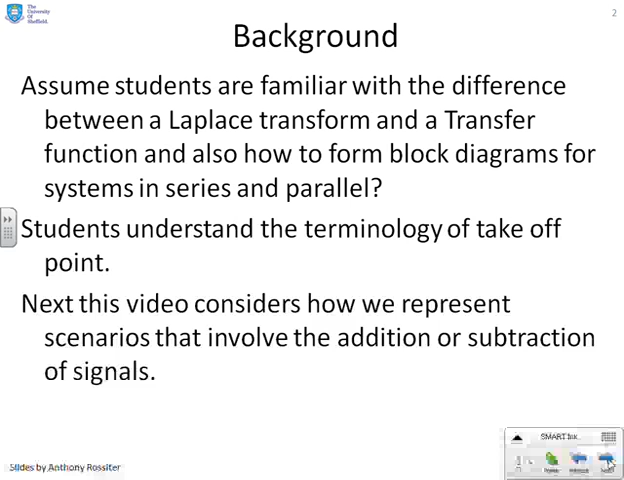 The
University
Of
Sheffield.
2
Background
Assume students are familiar with the difference
between a Laplace transform and a Transfer
function and also how to form block diagrams for
systems in series and parallel?
Students understand the terminology of take off
point.
Next this video considers how we represent
scenarios that involve the addition or subtraction
of signals.
SMART Ink
Slides by Anthony Rossiter